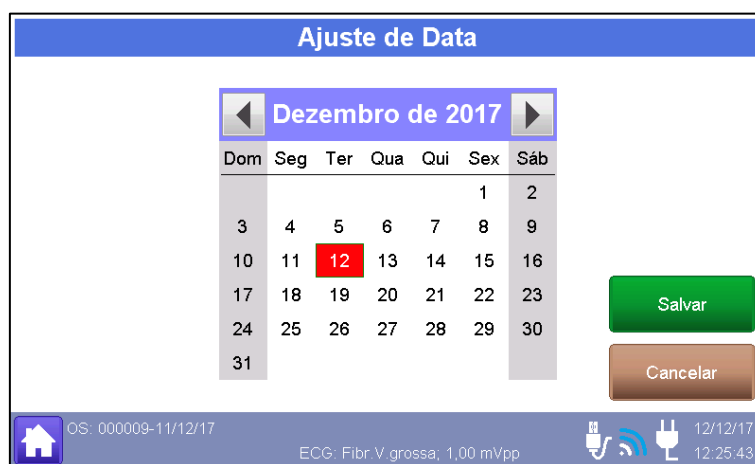 Ajuste de Data
Dezembro de 2017
Dom Seg Ter Qua Qui Sex Sáb
1 2
3 4 5 6 7 8 9
10 11 12 13 14 15 16
17 18 19 20 21 22 23
24 25 26 27 28 29 30
31
Salvar
Cancelar
OS: 000009-11/12/17
ECG: Fibr.V.grossa; 1,00 mVpp
12/12/17
12:25:43